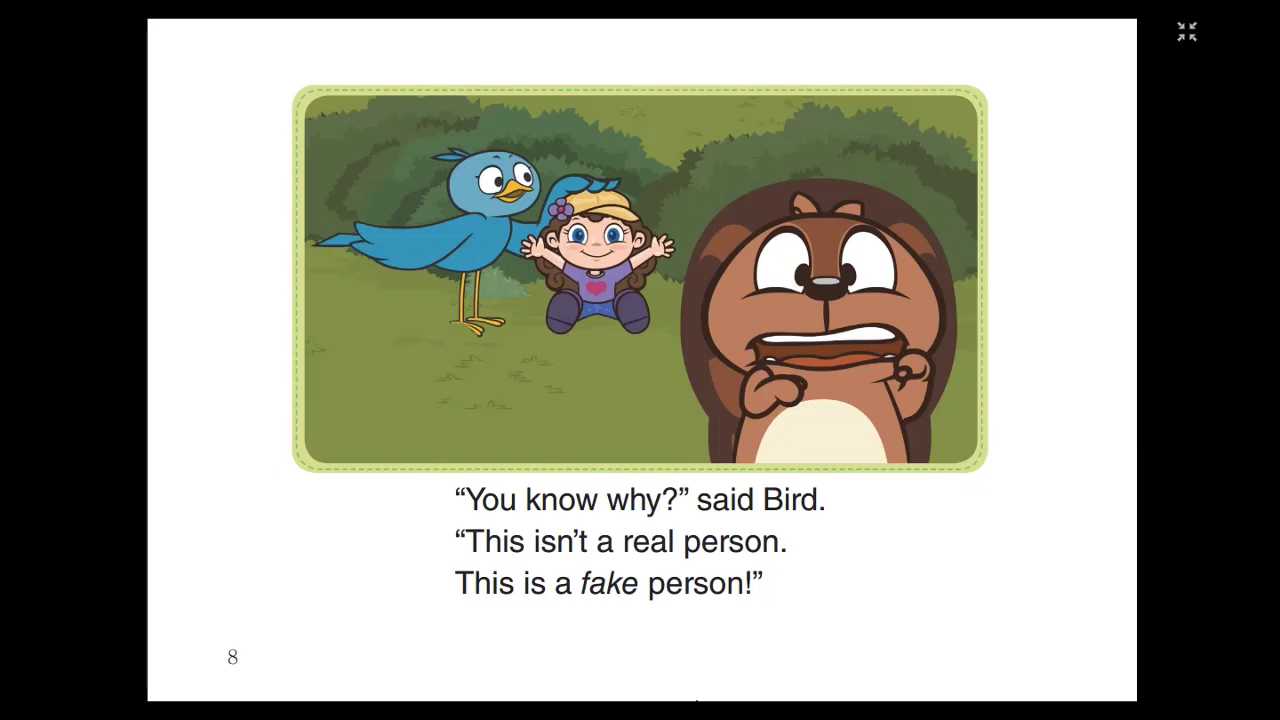 “You know why?” said Bird.
“This isn’t a real person.
This is a fake person!”
8